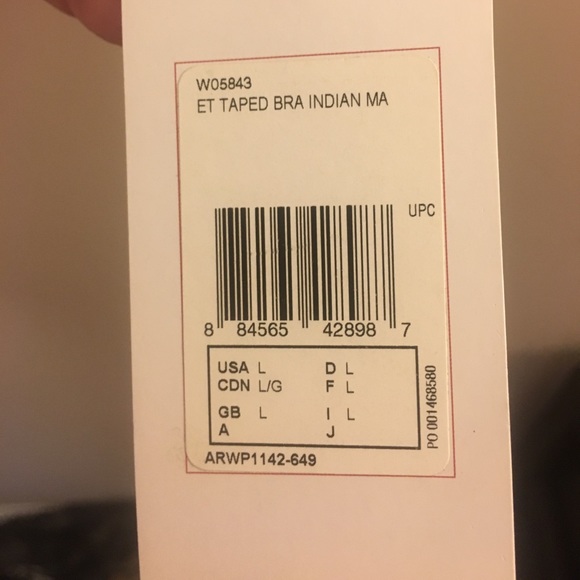 W05843
ET TAPED BRA INDIAN MA
UPC
8 84565 42898 7
USA L D L
CDN L/G F L
GB L I L
A J
PO 001468580
ARWP1142-649